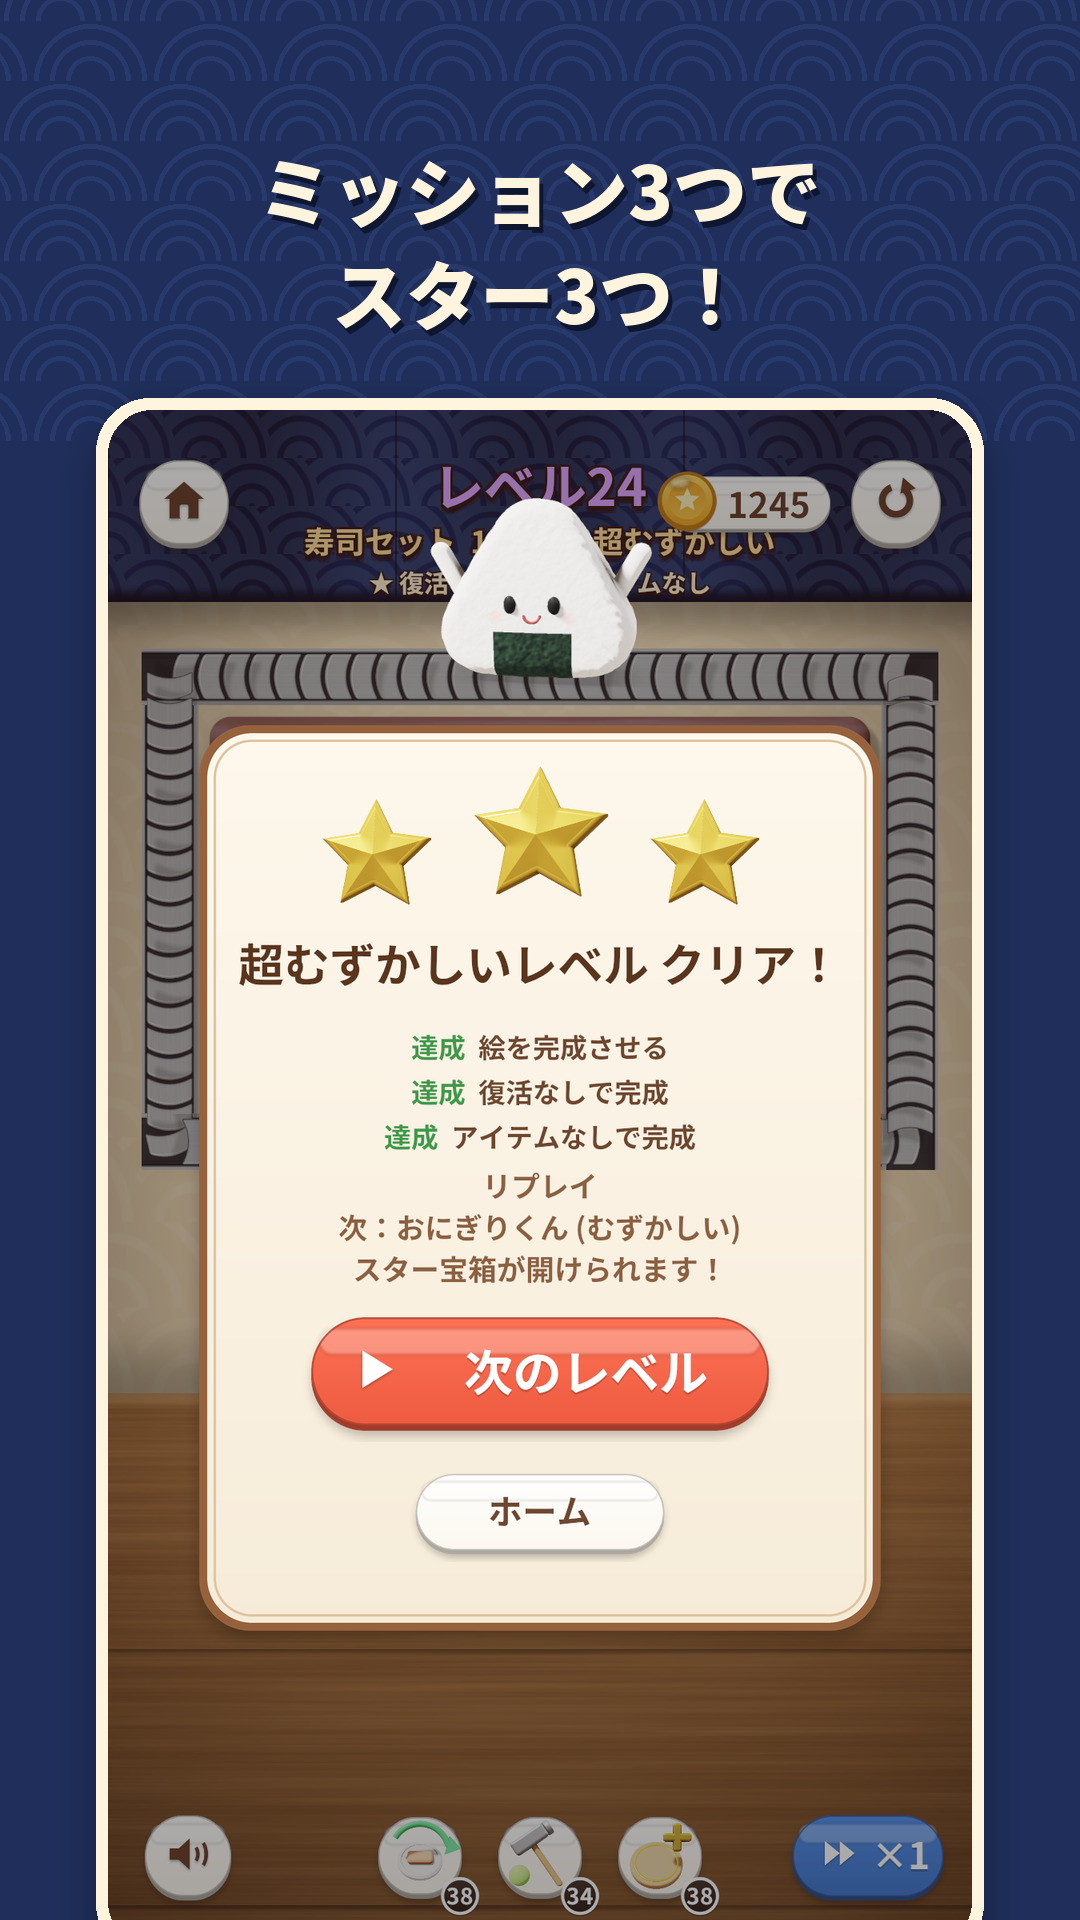 ミッション3つで
スター3つ！
レベル24
1245
寿司セット 1 超むずかしい
★ 復活 ムなし
超むずかしいレベル クリア！
達成 絵を完成させる
達成 復活なしで完成
達成 アイテムなしで完成
リプレイ
次：おにぎりくん (むずかしい)
スター宝箱が開けられます！
次のレベル
ホーム
38
34
38
×1